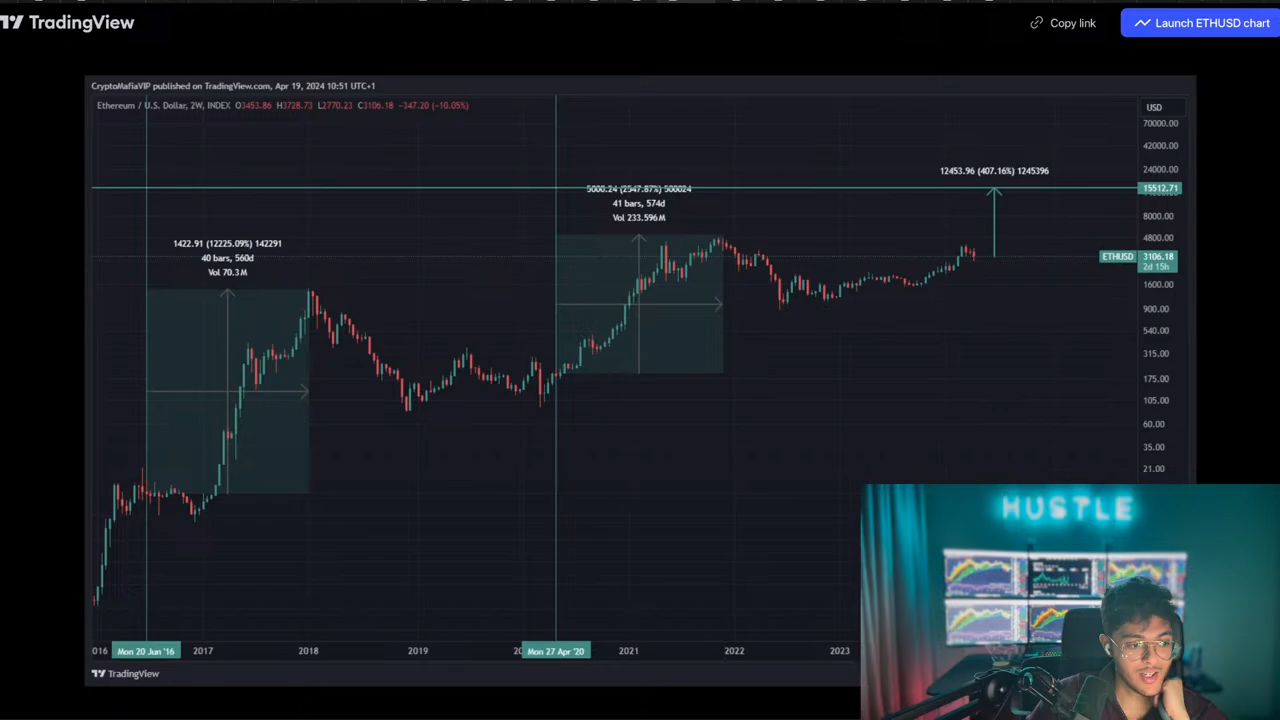 TradingView
Copy link
Launch ETHUSD chart
CryptoMafiaVIP published on TradingView.com, Apr 19, 2024 10:51 UTC+1
Ethereum / U.S. Dollar, 2W, INDEX O3453.86 H3728.73 L2770.23 C3106.18 −347.20 (−10.05%)
USD
70000.00
42000.00
24000.00
12453.96 (407.16%) 1245396
15512.71
5000.24 (2547.87%) 500024
41 bars, 574d
Vol 233.596M
8000.00
4800.00
1422.91 (12225.09%) 142291
40 bars, 560d
Vol 70.3M
ETHUSD
3106.18
2d 15h
1600.00
900.00
540.00
315.00
175.00
105.00
60.00
35.00
21.00
HUSTLE
016
Mon 20 Jun '16
2017
2018
2019
Mon 27 Apr '20
2021
2022
2023
TradingView